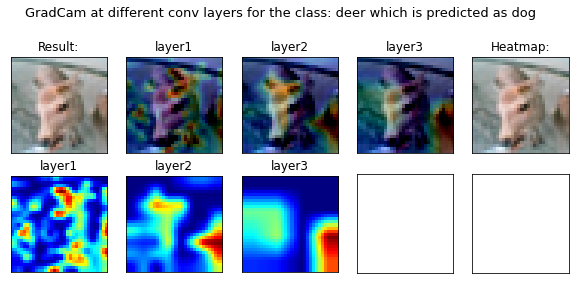 GradCam at different conv layers for the class: deer which is predicted as dog
Result:
layer1
layer2
layer3
Heatmap:
layer1
layer2
layer3